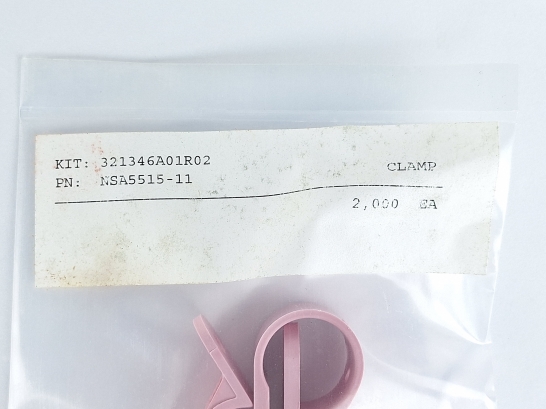 KIT: 321346A01R02
PN: NSA5515-11 CLAMP
2,000 EA